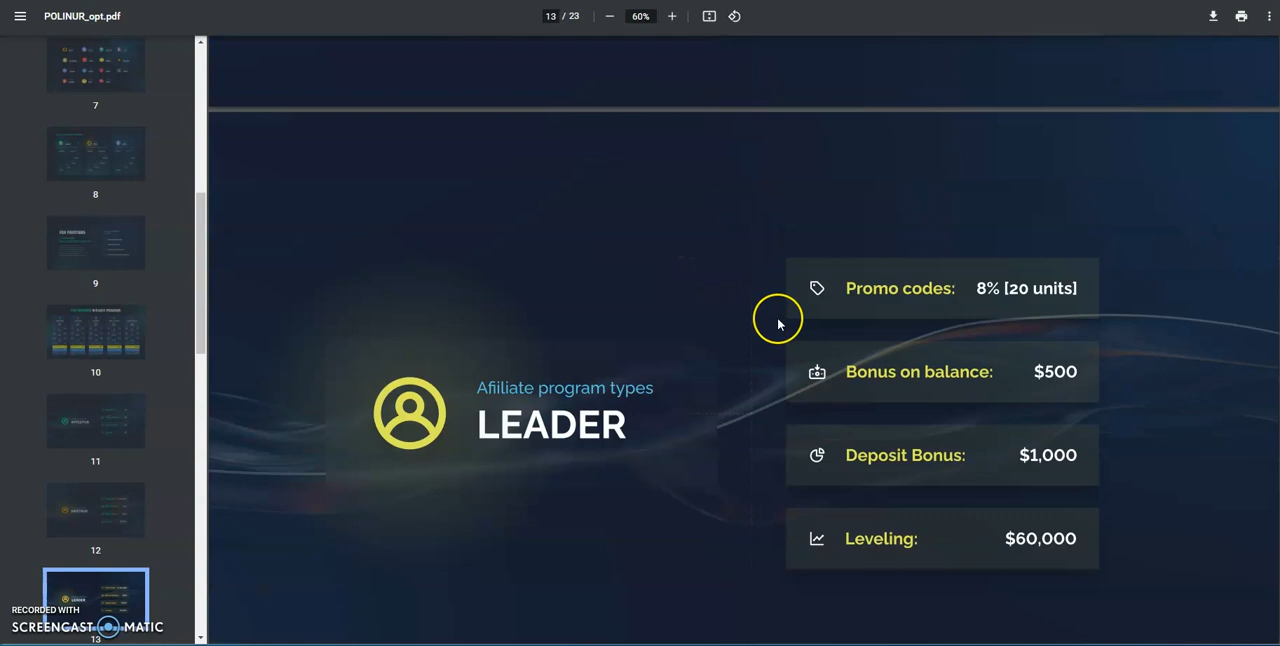 POLINUR_opt.pdf
13 / 23
60%
7
8
9
10
11
12
13
Promo codes: 8% [20 units]
Bonus on balance: $500
Afiiliate program types
LEADER
Deposit Bonus: $1,000
Leveling: $60,000
RECORDED WITH
SCREENCAST MATIC